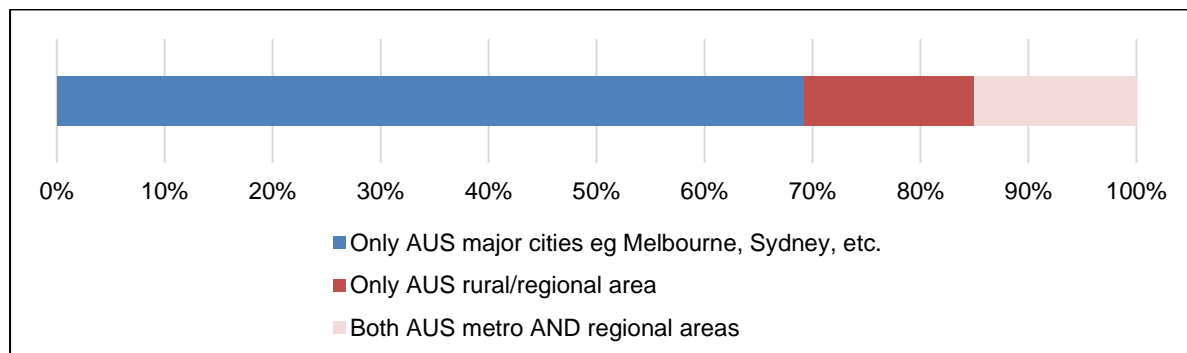 0% 10% 20% 30% 40% 50% 60% 70% 80% 90% 100%
Only AUS major cities eg Melbourne, Sydney, etc.
Only AUS rural/regional area
Both AUS metro AND regional areas